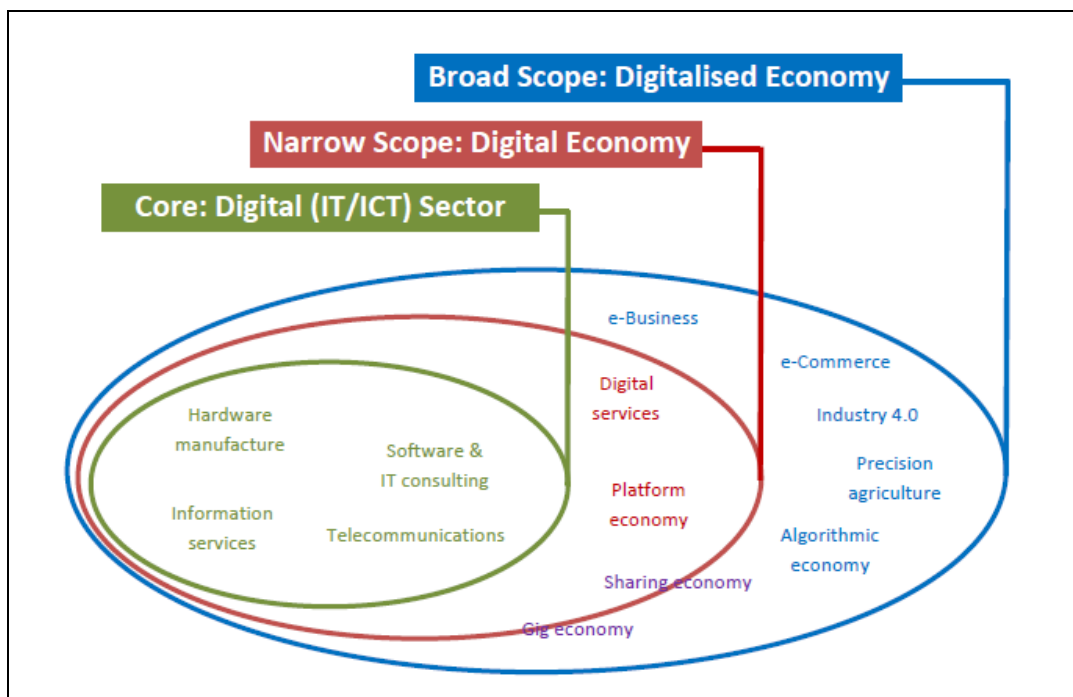 Broad Scope: Digitalised Economy
Narrow Scope: Digital Economy
Core: Digital (IT/ICT) Sector
e-Business
e-Commerce
Digital
services
Hardware
manufacture
Industry 4.0
Software &
IT consulting
Precision
agriculture
Platform
economy
Information
services
Telecommunications
Algorithmic
economy
Sharing economy
Gig economy